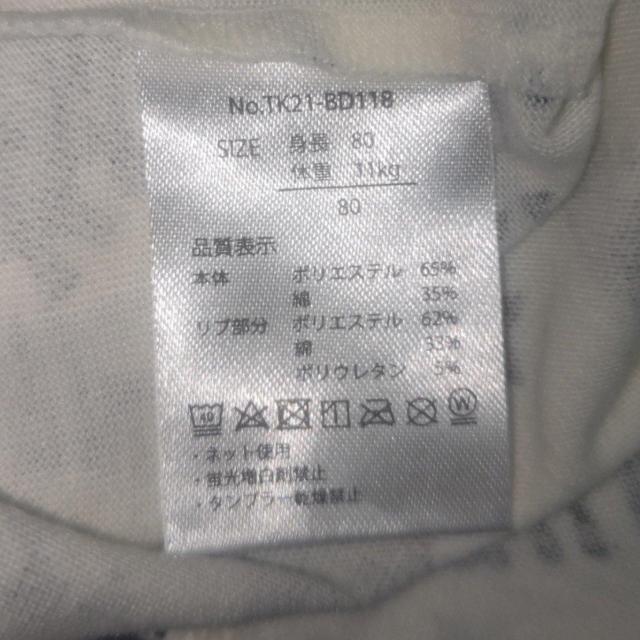 No.TK21-BD118
SIZE 身長 80
体重 11kg
80
品質表示
本体 ポリエステル 65%
綿 35%
リブ部分 ポリエステル 62%
綿 33%
ポリウレタン 5%
40 W
・ネット使用
・蛍光増白剤禁止
・タンブラー乾燥禁止